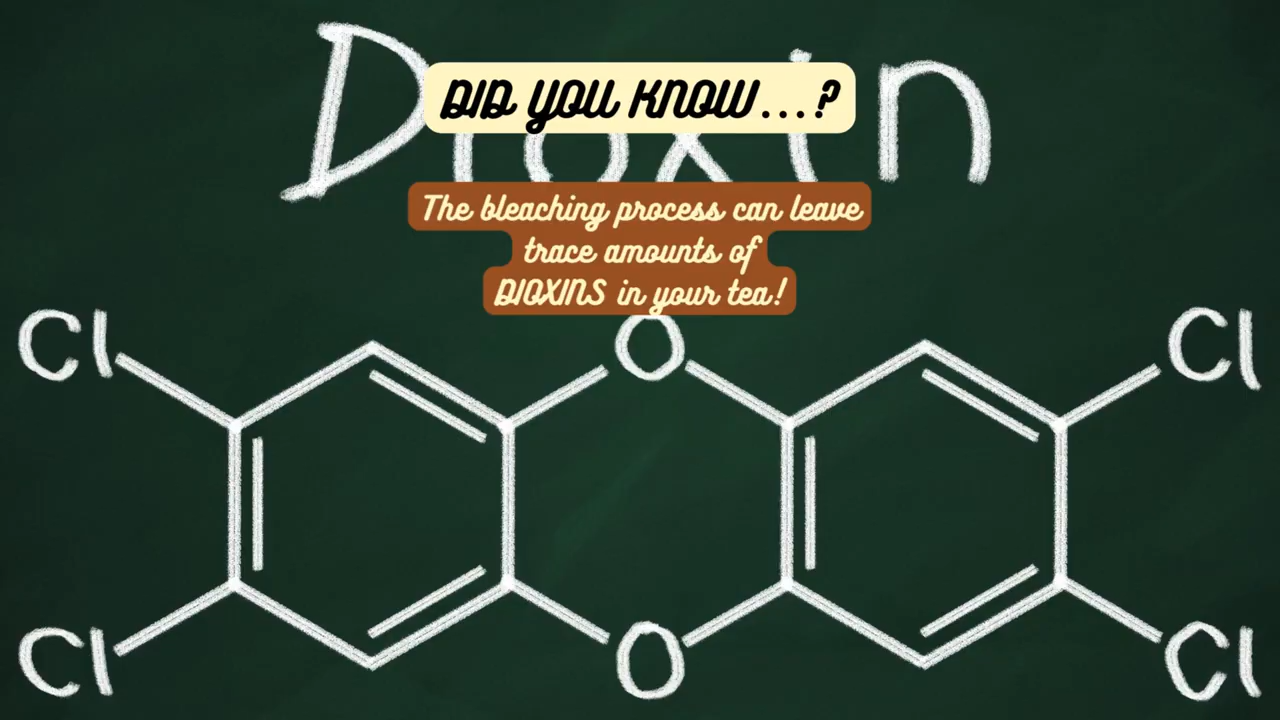 Dioxin
DID YOU KNOW...?
The bleaching process can leave
trace amounts of
DIOXINS in your tea!
Cl
O
Cl
Cl
O
Cl